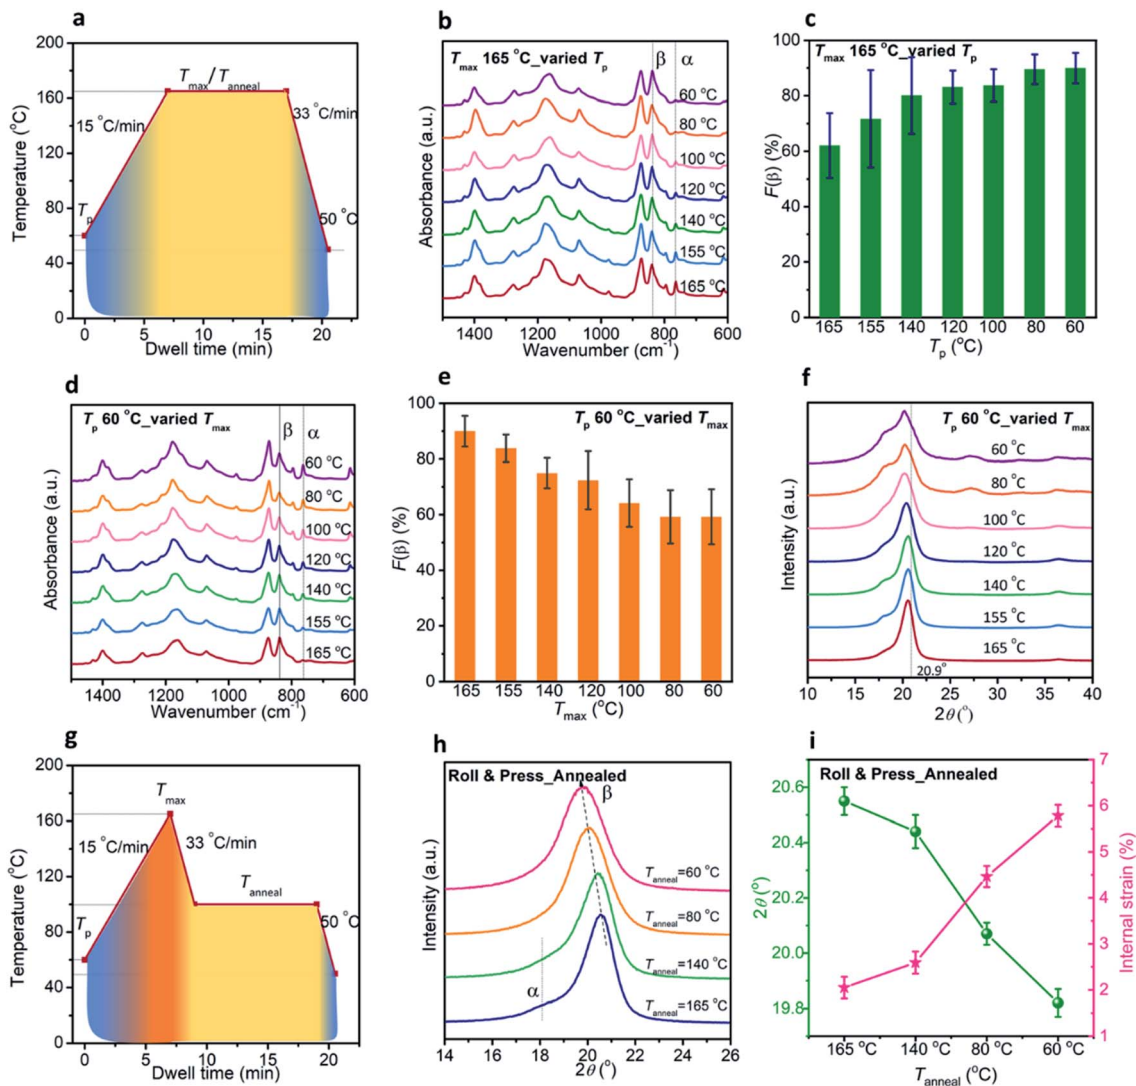 a
200
160
120
80
40
0
Temperature (°C)
Tmax/Tanneal
15 °C/min
33 °C/min
Tp
50 °C
0 5 10 15 20
Dwell time (min)
b
Tmax 165 °C_varied Tp
β α
60 °C
80 °C
100 °C
120 °C
140 °C
155 °C
165 °C
Absorbance (a.u.)
1400 1200 1000 800 600
Wavenumber (cm-1)
c
Tmax 165 °C_varied Tp
100
80
60
40
20
0
F(β) (%)
165 155 140 120 100 80 60
Tp (°C)
d
Tp 60 °C_varied Tmax
β α
60 °C
80 °C
100 °C
120 °C
140 °C
155 °C
165 °C
Absorbance (a.u.)
1400 1200 1000 800 600
Wavenumber (cm-1)
e
Tp 60 °C_varied Tmax
100
80
60
40
20
0
F(β) (%)
165 155 140 120 100 80 60
Tmax (°C)
f
Tp 60 °C_varied Tmax
60 °C
80 °C
100 °C
120 °C
140 °C
155 °C
165 °C
20.9°
Intensity (a.u.)
10 15 20 25 30 35 40
2θ (°)
g
200
160
120
80
40
0
Temperature (°C)
Tmax
15 °C/min
33 °C/min
Tanneal
Tp
50 °C
0 5 10 15 20
Dwell time (min)
h
Roll & Press_Annealed
β
Tanneal=60 °C
Tanneal=80 °C
Tanneal=140 °C
α
Tanneal=165 °C
Intensity (a.u.)
14 16 18 20 22 24 26
2θ (°)
i
Roll & Press_Annealed
20.6
20.4
20.2
20.0
19.8
2θ (°)
7
6
5
4
3
2
1
Internal strain (%)
165 °C 140 °C 80 °C 60 °C
Tanneal (°C)